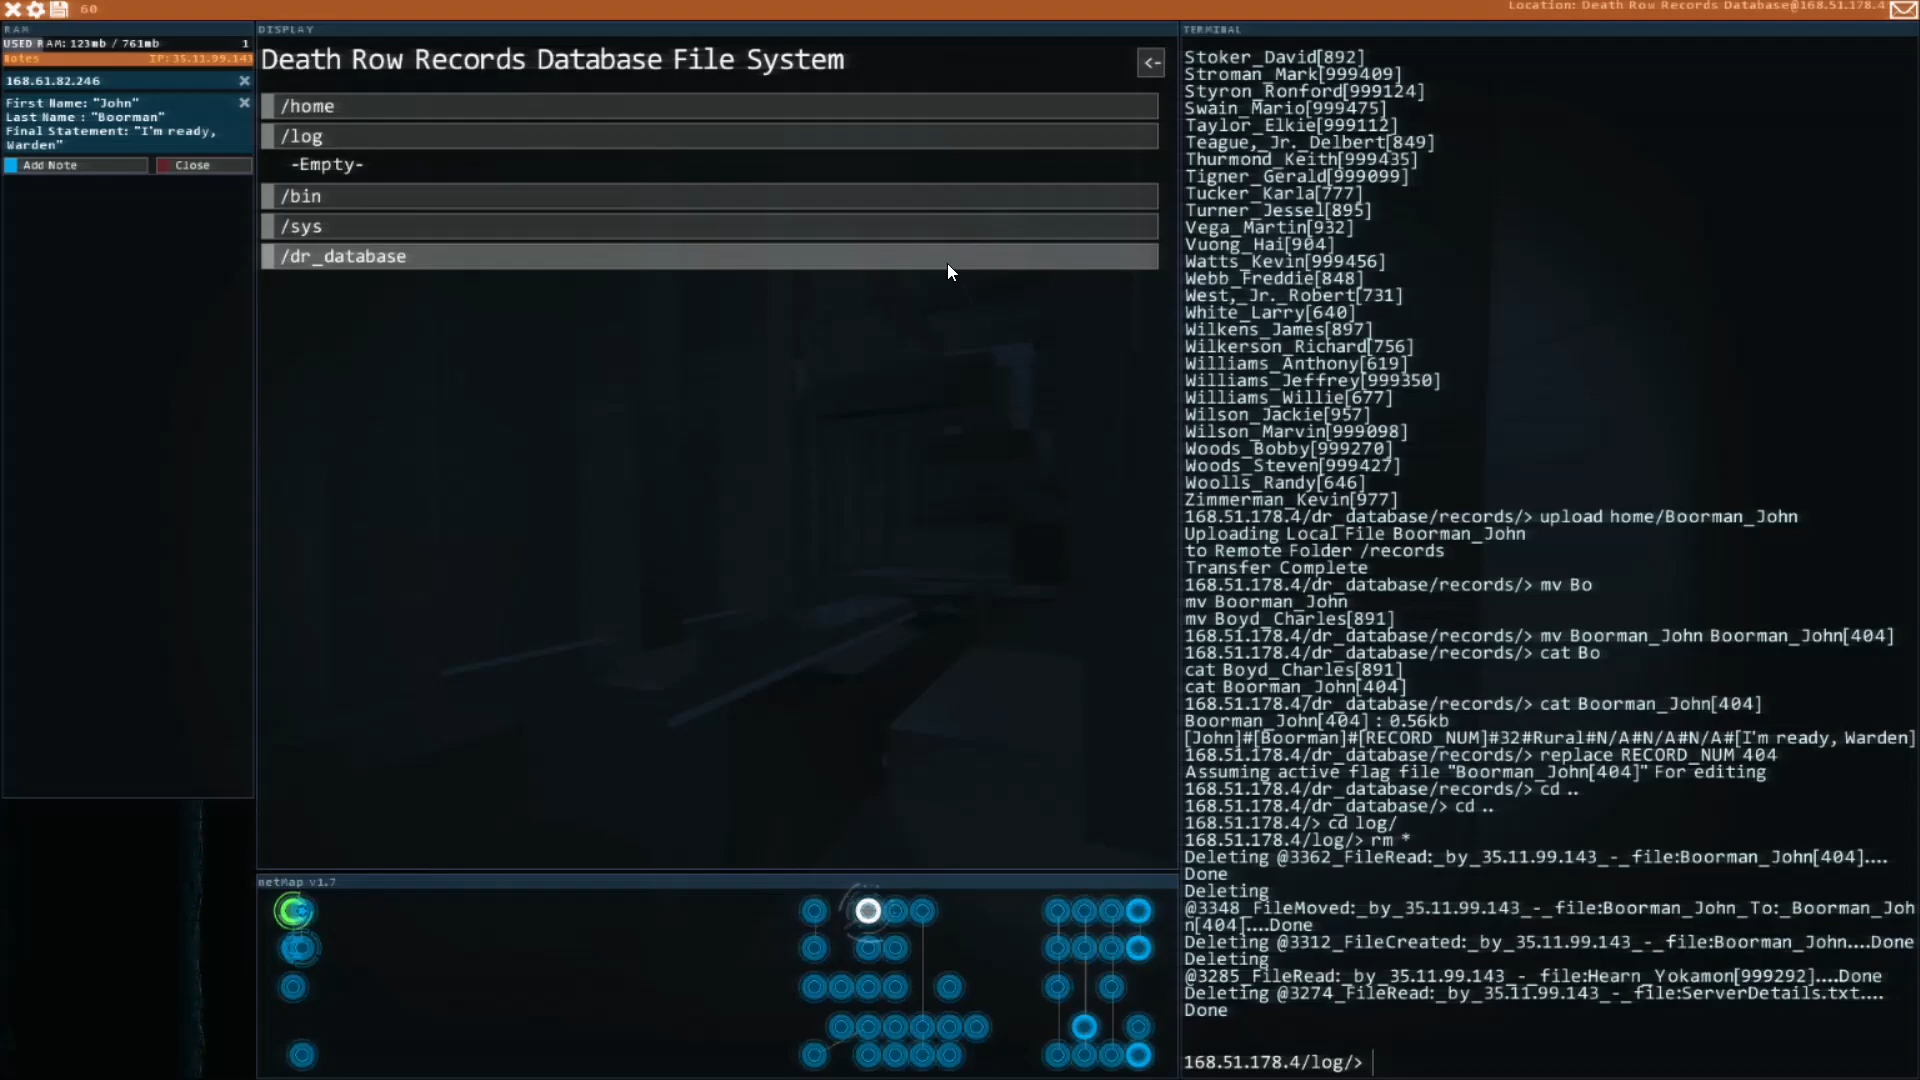 60
Location: Death Row Records Database@168.51.178.4
RAM
USED RAM: 123mb / 761mb 1
Notes IP: 35.11.99.143
168.61.82.246
First Name: "John"
Last Name : "Boorman"
Final Statement: "I'm ready,
Warden"
Add Note Close
DISPLAY
Death Row Records Database File System
<-
/home
/log
-Empty-
/bin
/sys
/dr_database
netMap v1.7
TERMINAL
Stoker_David[892]
Stroman_Mark[999409]
Styron_Ronford[999124]
Swain_Mario[999475]
Taylor_Elkie[999112]
Teague,_Jr._Delbert[849]
Thurmond_Keith[999435]
Tigner_Gerald[999099]
Tucker_Karla[777]
Turner_Jessel[895]
Vega_Martin[932]
Vuong_Hai[904]
Watts_Kevin[999456]
Webb_Freddie[848]
West,_Jr._Robert[731]
White_Larry[640]
Wilkens_James[897]
Wilkerson_Richard[756]
Williams_Anthony[619]
Williams_Jeffrey[999350]
Williams_Willie[677]
Wilson_Jackie[957]
Wilson_Marvin[999098]
Woods_Bobby[999270]
Woods_Steven[999427]
Woolls_Randy[646]
Zimmerman_Kevin[977]
168.51.178.4/dr_database/records/> upload home/Boorman_John
Uploading Local File Boorman_John
to Remote Folder /records
Transfer Complete
168.51.178.4/dr_database/records/> mv Bo
mv Boorman_John
mv Boyd_Charles[891]
168.51.178.4/dr_database/records/> mv Boorman_John Boorman_John[404]
168.51.178.4/dr_database/records/> cat Bo
cat Boyd_Charles[891]
cat Boorman_John[404]
168.51.178.4/dr_database/records/> cat Boorman_John[404]
Boorman_John[404] : 0.56kb
[John]#[Boorman]#[RECORD_NUM]#32#Rural#N/A#N/A#N/A#[I'm ready, Warden]
168.51.178.4/dr_database/records/> replace RECORD_NUM 404
Assuming active flag file "Boorman_John[404]" For editing
168.51.178.4/dr_database/records/> cd ..
168.51.178.4/dr_database/> cd ..
168.51.178.4/> cd log/
168.51.178.4/log/> rm *
Deleting @3362_FileRead:_by_35.11.99.143_-_file:Boorman_John[404]....
Done
Deleting
@3348_FileMoved:_by_35.11.99.143_-_file:Boorman_John_To:_Boorman_Joh
n[404]....Done
Deleting @3312_FileCreated:_by_35.11.99.143_-_file:Boorman_John....Done
Deleting
@3285_FileRead:_by_35.11.99.143_-_file:Hearn_Yokamon[999292]....Done
Deleting @3274_FileRead:_by_35.11.99.143_-_file:ServerDetails.txt....
Done
168.51.178.4/log/>